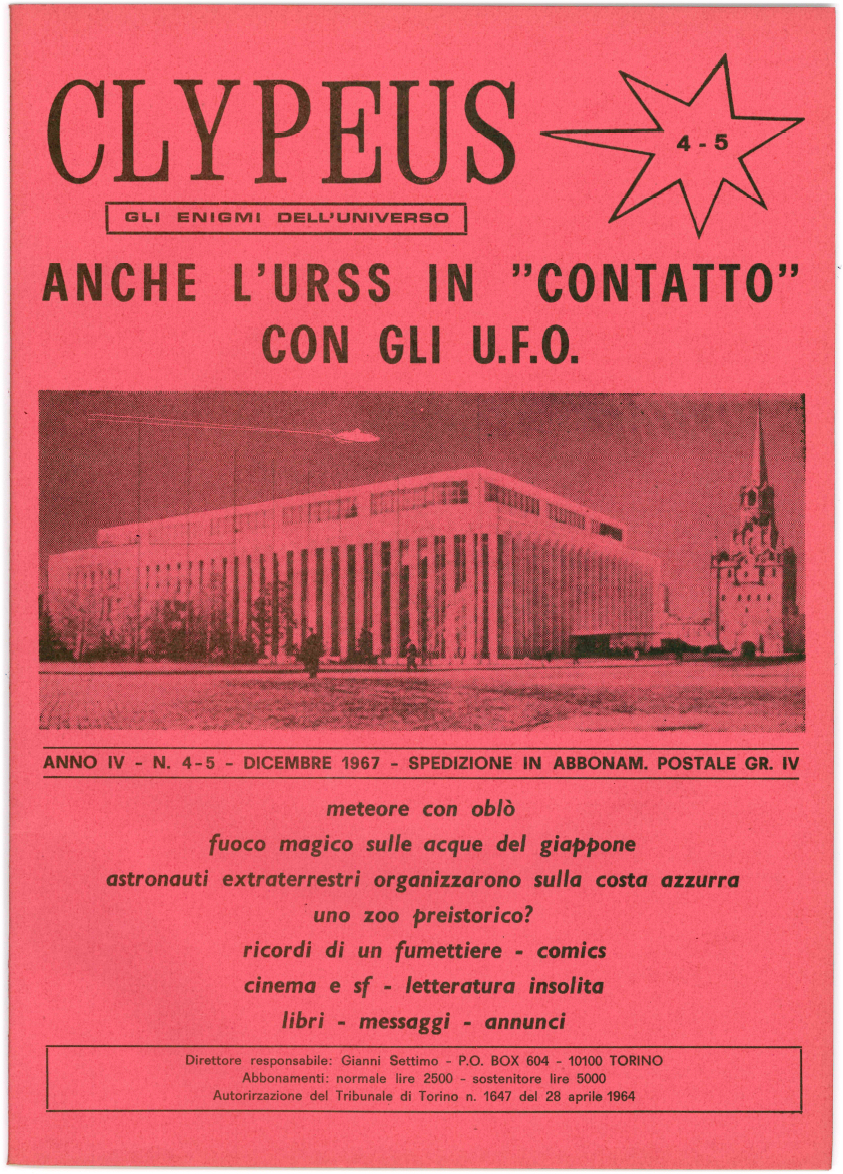 CLYPEUS
4 - 5
GLI ENIGMI DELL'UNIVERSO
ANCHE L'URSS IN "CONTATTO"
CON GLI U.F.O.
ANNO IV - N. 4-5 - DICEMBRE 1967 - SPEDIZIONE IN ABBONAM. POSTALE GR. IV
meteore con oblò
fuoco magico sulle acque del giappone
astronauti extraterrestri organizzarono sulla costa azzurra
uno zoo preistorico?
ricordi di un fumettiere - comics
cinema e sf - letteratura insolita
libri - messaggi - annunci
Direttore responsabile: Gianni Settimo - P.O. BOX 604 - 10100 TORINO
Abbonamenti: normale lire 2500 - sostenitore lire 5000
Autorirzazione del Tribunale di Torino n. 1647 del 28 aprile 1964